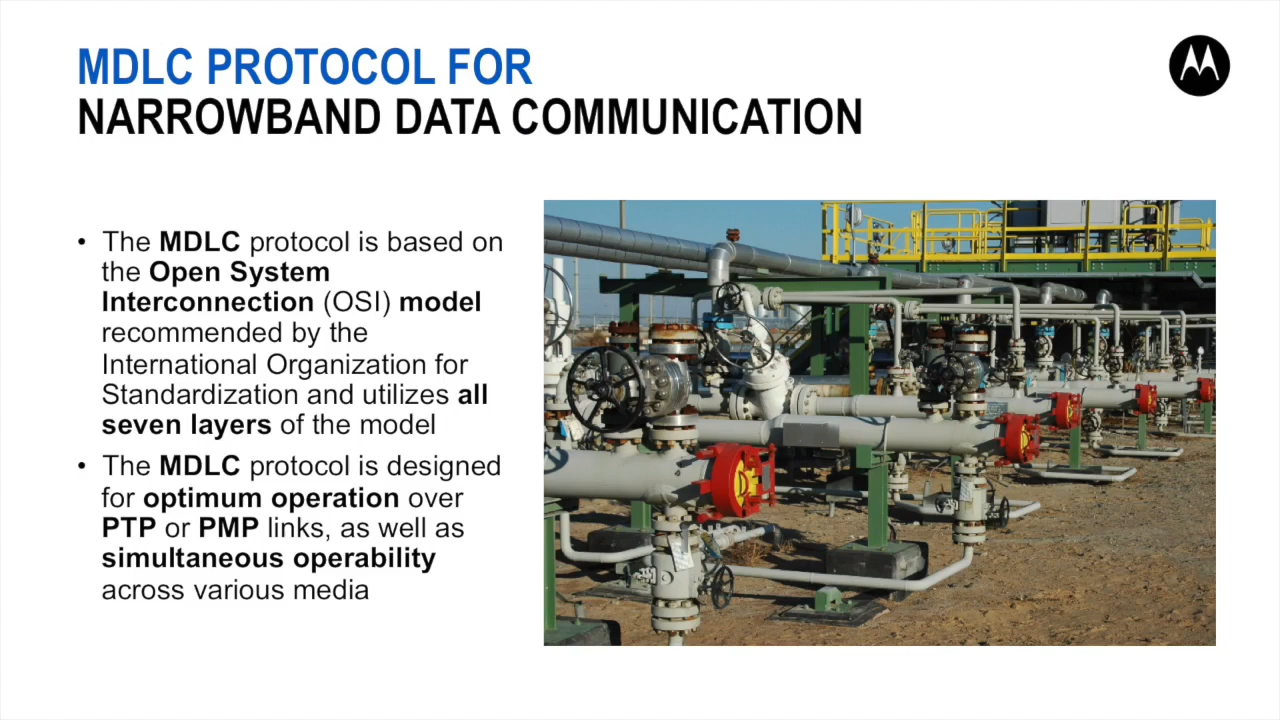 MDLC PROTOCOL FOR
NARROWBAND DATA COMMUNICATION
• The MDLC protocol is based on
the Open System
Interconnection (OSI) model
recommended by the
International Organization for
Standardization and utilizes all
seven layers of the model
• The MDLC protocol is designed
for optimum operation over
PTP or PMP links, as well as
simultaneous operability
across various media